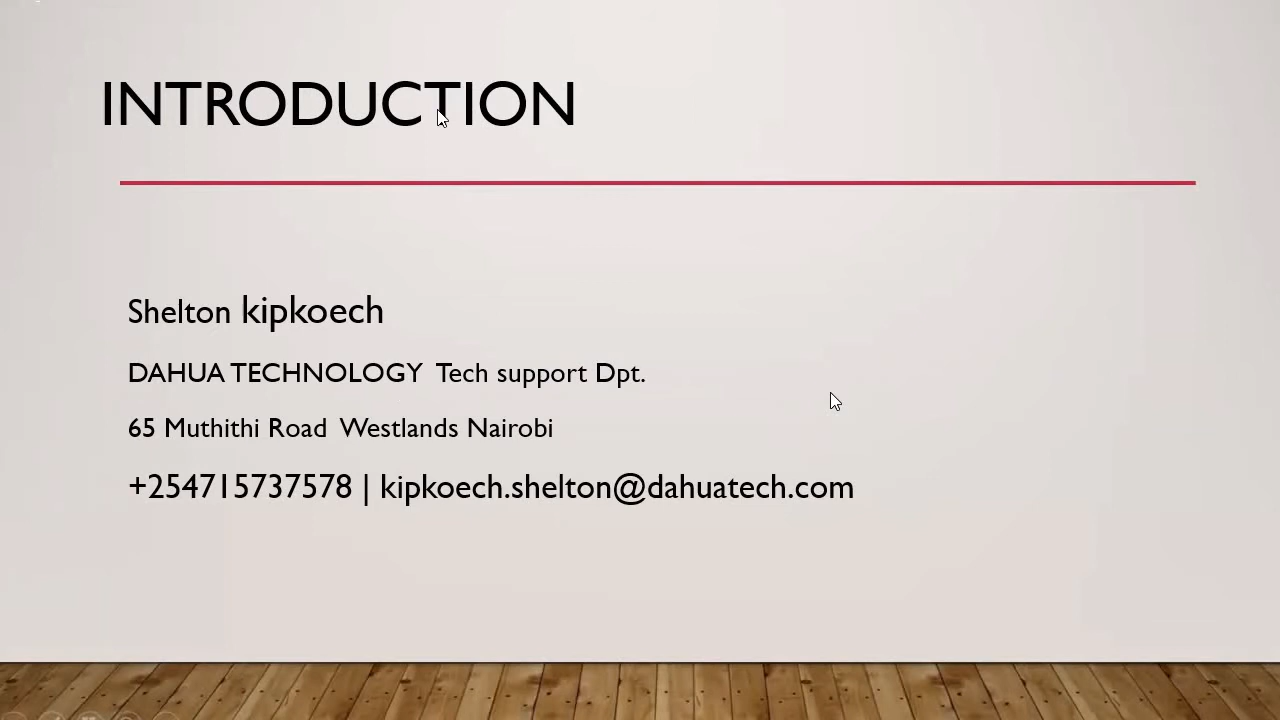 INTRODUCTION
Shelton kipkoech
DAHUA TECHNOLOGY Tech support Dpt.
65 Muthithi Road Westlands Nairobi
+254715737578 | kipkoech.shelton@dahuatech.com